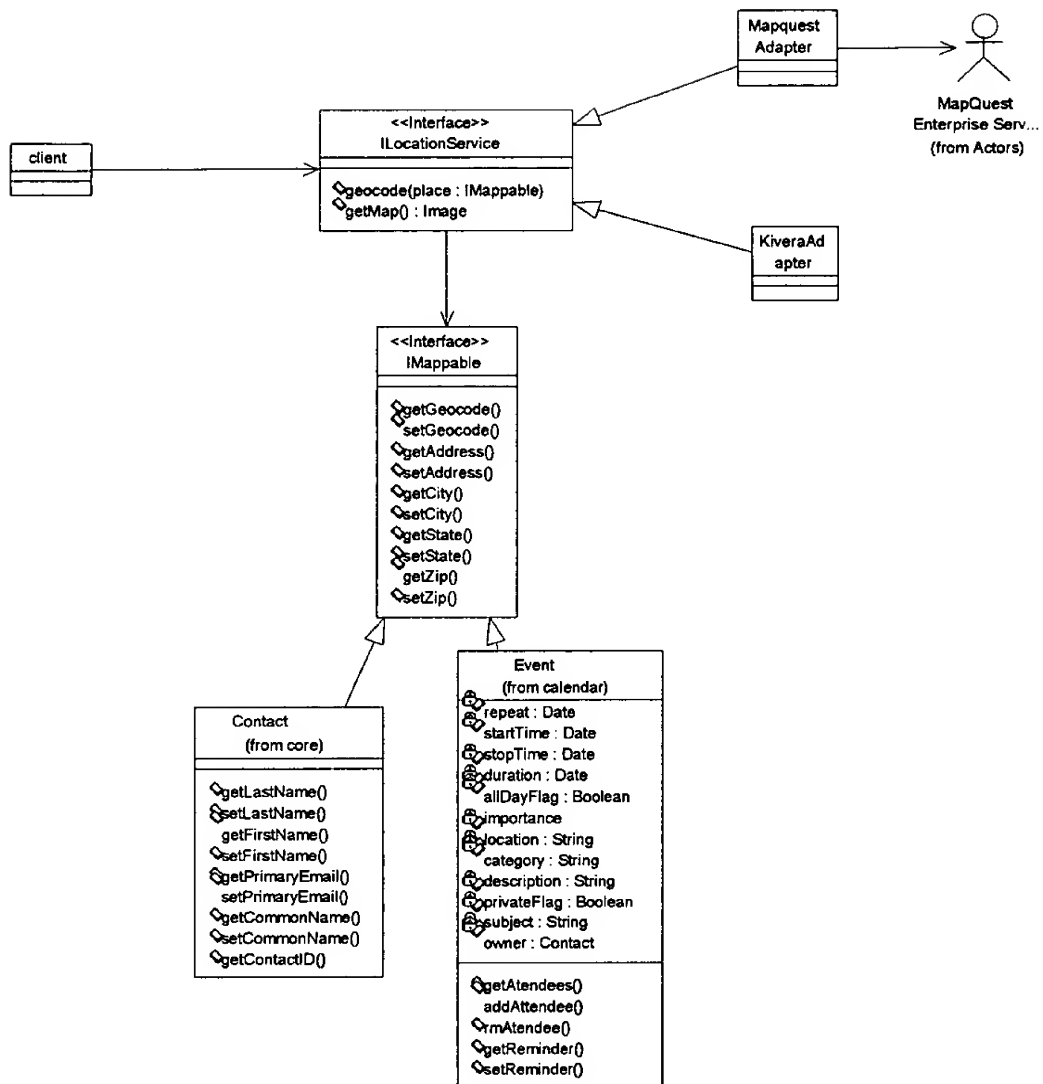 Mapquest
Adapter
MapQuest
Enterprise Serv...
(from Actors)
<<Interface>>
ILocationService
geocode(place : IMappable)
getMap() : Image
client
KiveraAd
apter
<<Interface>>
IMappable
getGeocode()
setGeocode()
getAddress()
setAddress()
getCity()
setCity()
getState()
setState()
getZip()
setZip()
Contact
(from core)
getLastName()
setLastName()
getFirstName()
setFirstName()
getPrimaryEmail()
setPrimaryEmail()
getCommonName()
setCommonName()
getContactID()
Event
(from calendar)
repeat : Date
startTime : Date
stopTime : Date
duration : Date
allDayFlag : Boolean
importance
location : String
category : String
description : String
privateFlag : Boolean
subject : String
owner : Contact
getAtendees()
addAttendee()
rmAtendee()
getReminder()
setReminder()